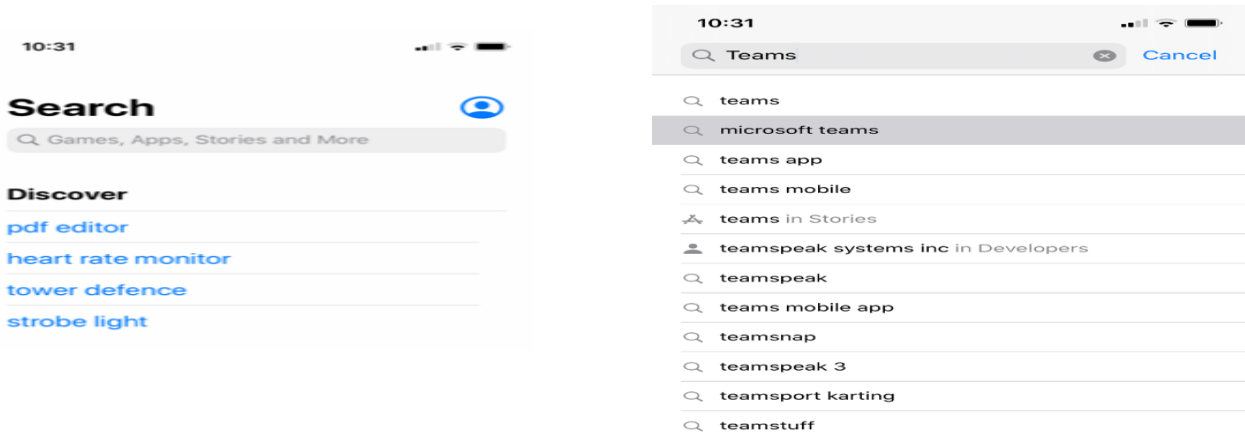 10:31
Search
Games, Apps, Stories and More
Discover
pdf editor
heart rate monitor
tower defence
strobe light
10:31
Teams
Cancel
teams
microsoft teams
teams app
teams mobile
teams in Stories
teamspeak systems inc in Developers
teamspeak
teams mobile app
teamsnap
teamspeak 3
teamsport karting
teamstuff